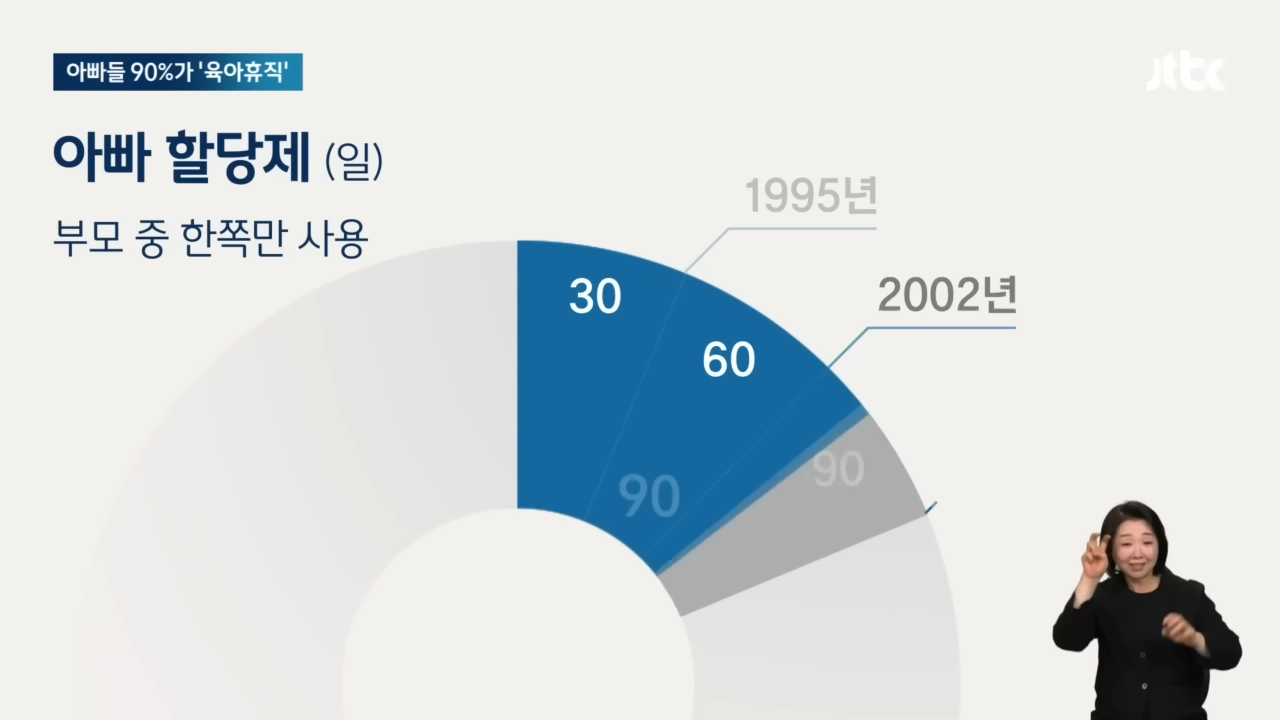 아빠들 90%가 '육아휴직'
jtbc
아빠 할당제 (일)
부모 중 한쪽만 사용
1995년
2002년
30
60
90
90